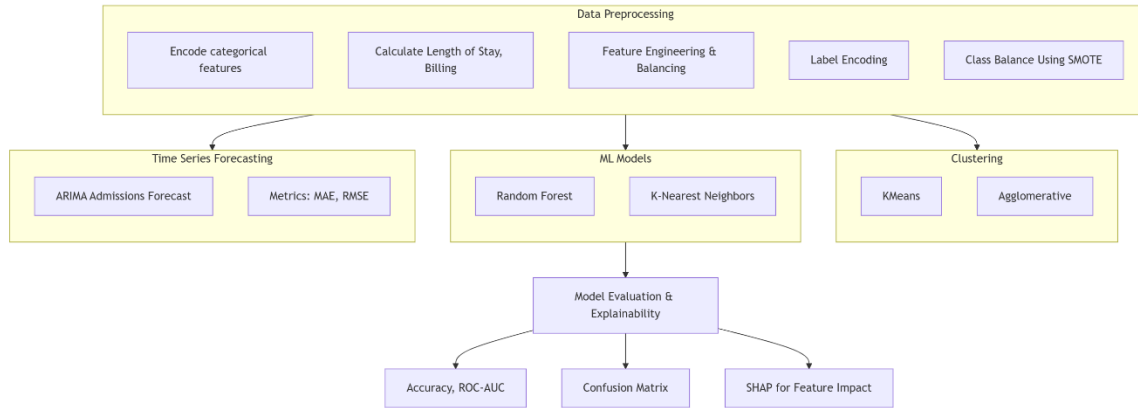 Data Preprocessing
Encode categorical
features
Calculate Length of Stay,
Billing
Feature Engineering &
Balancing
Label Encoding
Class Balance Using SMOTE
Time Series Forecasting
ARIMA Admissions Forecast
Metrics: MAE, RMSE
ML Models
Random Forest
K-Nearest Neighbors
Clustering
KMeans
Agglomerative
Model Evaluation &
Explainability
Accuracy, ROC-AUC
Confusion Matrix
SHAP for Feature Impact